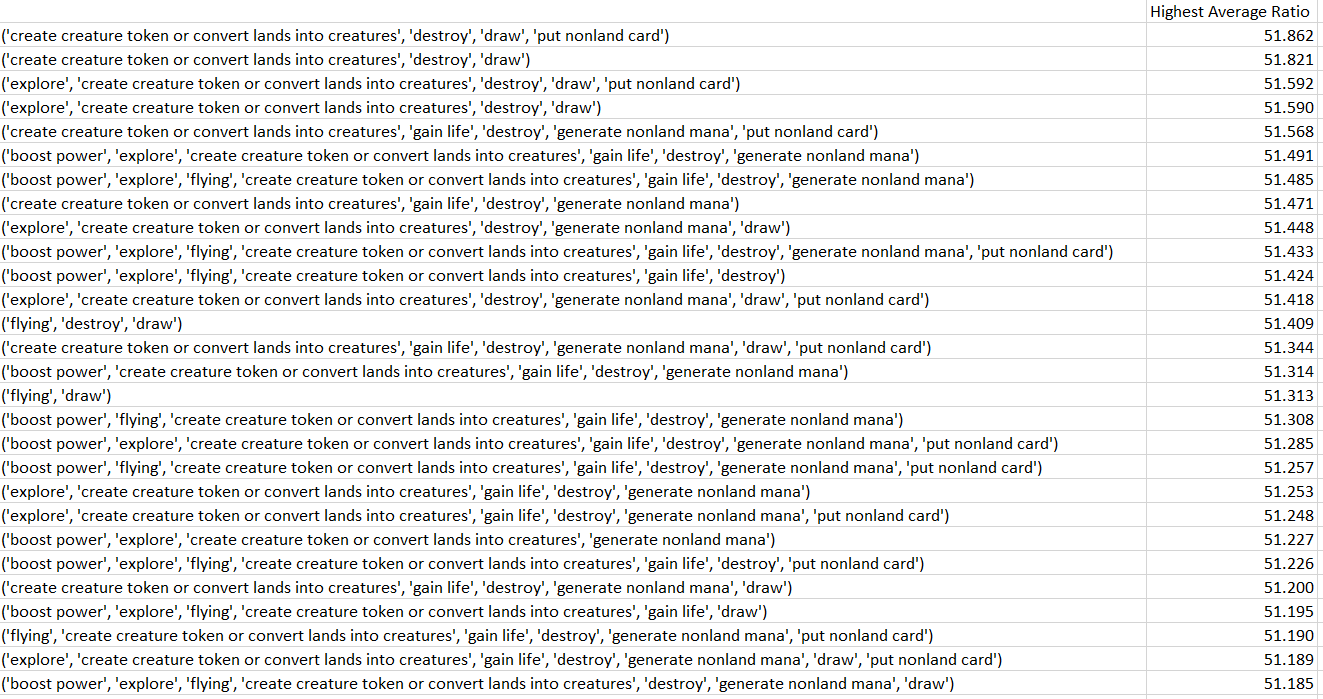 Highest Average Ratio
('create creature token or convert lands into creatures', 'destroy', 'draw', 'put nonland card') 51.862
('create creature token or convert lands into creatures', 'destroy', 'draw') 51.821
('explore', 'create creature token or convert lands into creatures', 'destroy', 'draw', 'put nonland card') 51.592
('explore', 'create creature token or convert lands into creatures', 'destroy', 'draw') 51.590
('create creature token or convert lands into creatures', 'gain life', 'destroy', 'generate nonland mana', 'put nonland card') 51.568
('boost power', 'explore', 'create creature token or convert lands into creatures', 'gain life', 'destroy', 'generate nonland mana') 51.491
('boost power', 'explore', 'flying', 'create creature token or convert lands into creatures', 'gain life', 'destroy', 'generate nonland mana') 51.485
('create creature token or convert lands into creatures', 'gain life', 'destroy', 'generate nonland mana') 51.471
('explore', 'create creature token or convert lands into creatures', 'destroy', 'generate nonland mana', 'draw') 51.448
('boost power', 'explore', 'flying', 'create creature token or convert lands into creatures', 'gain life', 'destroy', 'generate nonland mana', 'put nonland card') 51.433
('boost power', 'explore', 'flying', 'create creature token or convert lands into creatures', 'gain life', 'destroy') 51.424
('explore', 'create creature token or convert lands into creatures', 'destroy', 'generate nonland mana', 'draw', 'put nonland card') 51.418
('flying', 'destroy', 'draw') 51.409
('create creature token or convert lands into creatures', 'gain life', 'destroy', 'generate nonland mana', 'draw', 'put nonland card') 51.344
('boost power', 'create creature token or convert lands into creatures', 'gain life', 'destroy', 'generate nonland mana') 51.314
('flying', 'draw') 51.313
('boost power', 'flying', 'create creature token or convert lands into creatures', 'gain life', 'destroy', 'generate nonland mana') 51.308
('boost power', 'explore', 'create creature token or convert lands into creatures', 'gain life', 'destroy', 'generate nonland mana', 'put nonland card') 51.285
('boost power', 'flying', 'create creature token or convert lands into creatures', 'gain life', 'destroy', 'generate nonland mana', 'put nonland card') 51.257
('explore', 'create creature token or convert lands into creatures', 'gain life', 'destroy', 'generate nonland mana') 51.253
('explore', 'create creature token or convert lands into creatures', 'gain life', 'destroy', 'generate nonland mana', 'put nonland card') 51.248
('boost power', 'explore', 'create creature token or convert lands into creatures', 'generate nonland mana') 51.227
('boost power', 'explore', 'flying', 'create creature token or convert lands into creatures', 'gain life', 'destroy', 'put nonland card') 51.226
('create creature token or convert lands into creatures', 'gain life', 'destroy', 'generate nonland mana', 'draw') 51.200
('boost power', 'explore', 'flying', 'create creature token or convert lands into creatures', 'gain life', 'draw') 51.195
('flying', 'create creature token or convert lands into creatures', 'gain life', 'destroy', 'generate nonland mana', 'put nonland card') 51.190
('explore', 'create creature token or convert lands into creatures', 'gain life', 'destroy', 'generate nonland mana', 'draw', 'put nonland card') 51.189
('boost power', 'explore', 'flying', 'create creature token or convert lands into creatures', 'destroy', 'generate nonland mana', 'draw') 51.185